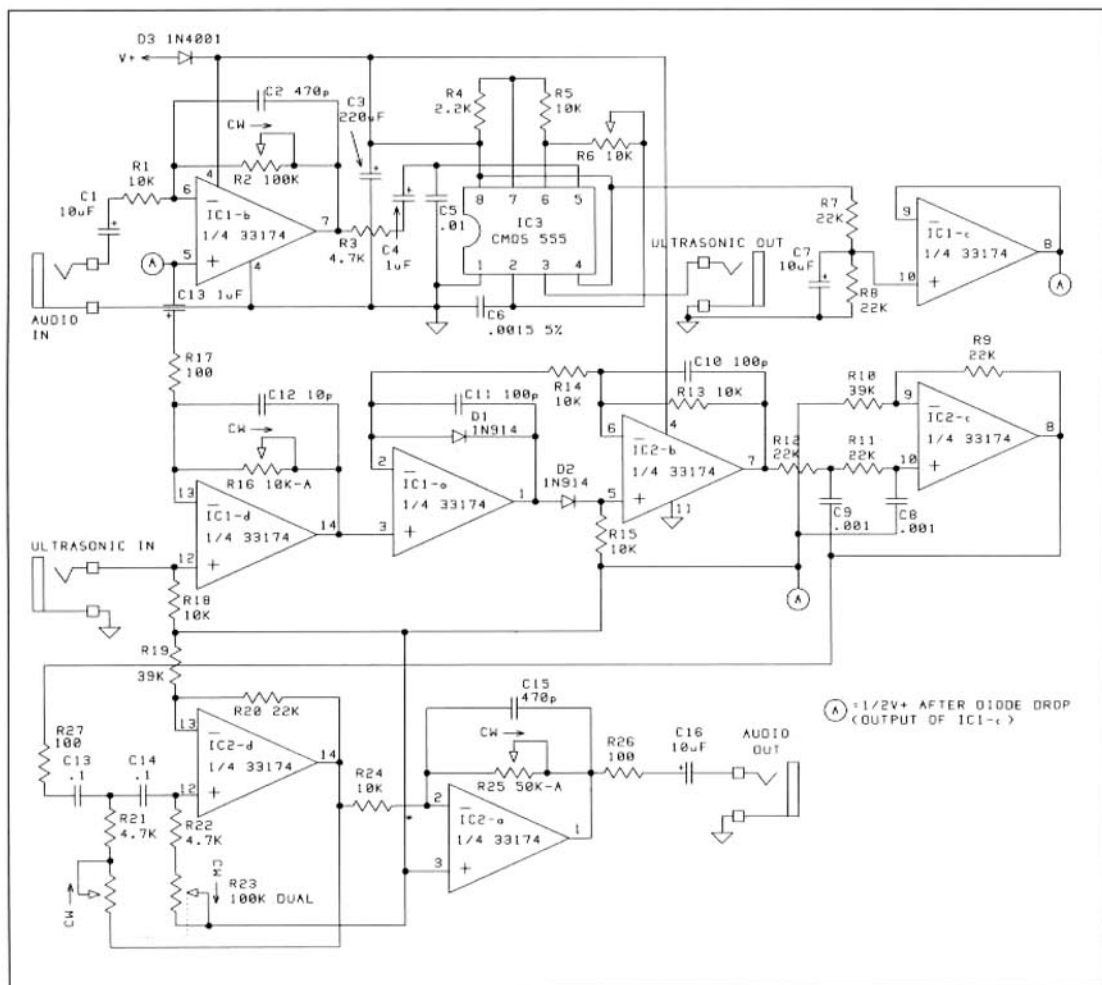 D3 1N4001
V+
C2 470p
CW
R1
10K
C1
10uF
R2 100K
4
6
5
7
IC1-b
1/4 33174
4
A
C13 1uF
AUDIO
IN
C3
220uF
R3
4.7K
C4
1uF
C5
.01
R4
2.2K
R5
10K
R6 10K
8 7 6 5
IC3
CMOS 555
1 2 3 4
C6
.0015 5%
ULTRASONIC OUT
R7
22K
C7
10uF
R8
22K
9
10
8
IC1-c
1/4 33174
A
R17
100
C12 10p
CW
R16 10K-A
13
12
14
IC1-d
1/4 33174
ULTRASONIC IN
R18
10K
C11 100p
D1
1N914
2
3
1
IC1-a
1/4 33174
D2
1N914
R14
10K
C10 100p
R13 10K
6
5
4
7
11
IC2-b
1/4 33174
R15
10K
R12
22K
R11
22K
R10
39K
R9
22K
9
10
8
IC2-c
1/4 33174
C9
.001
C8
.001
A
R19
39K
R20 22K
13
12
14
IC2-d
1/4 33174
R27
100
C13
.1
C14
.1
R21
4.7K
R22
4.7K
CW
CW
R23
100K DUAL
R24
10K
C15
470p
CW
R25 50K-A
2
3
1
IC2-a
1/4 33174
R26
100
C16
10uF
AUDIO
OUT
A =1/2V+ AFTER DIODE DROP
(OUTPUT OF IC1-c)